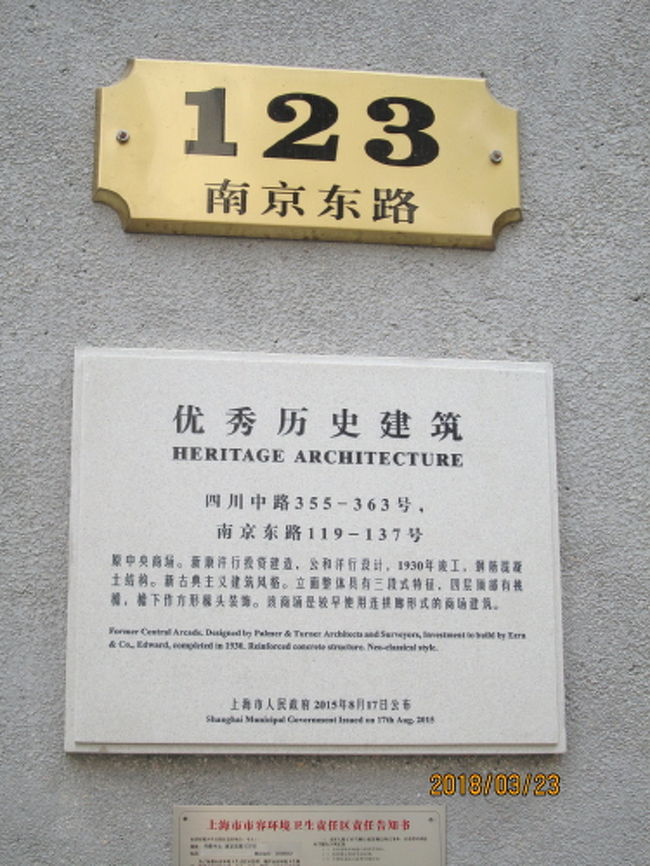 123
南京东路
优秀历史建筑
HERITAGE ARCHITECTURE
四川中路355-363号，
南京东路119-137号
原中央商场。新康洋行投资建造，公和洋行设计，1930年竣工，钢筋混凝
土结构。新古典主义建筑风格。立面整体具有三段式特征，四层顶部有挑
檐，檐下作方形椽头装饰。该商场是较早使用连拱廊形式的商场建筑。
Former Central Arcade. Designed by Palmer & Turner Architects and Surveyors, Investment to build by Ezra
& Co., Edward, completed in 1930. Reinforced concrete structure. Neo-classical style.
上海市人民政府 2015年8月17日公布
Shanghai Municipal Government Issued on 17th Aug. 2015
2018/03/23
上海市市容环境卫生责任区责任告知书